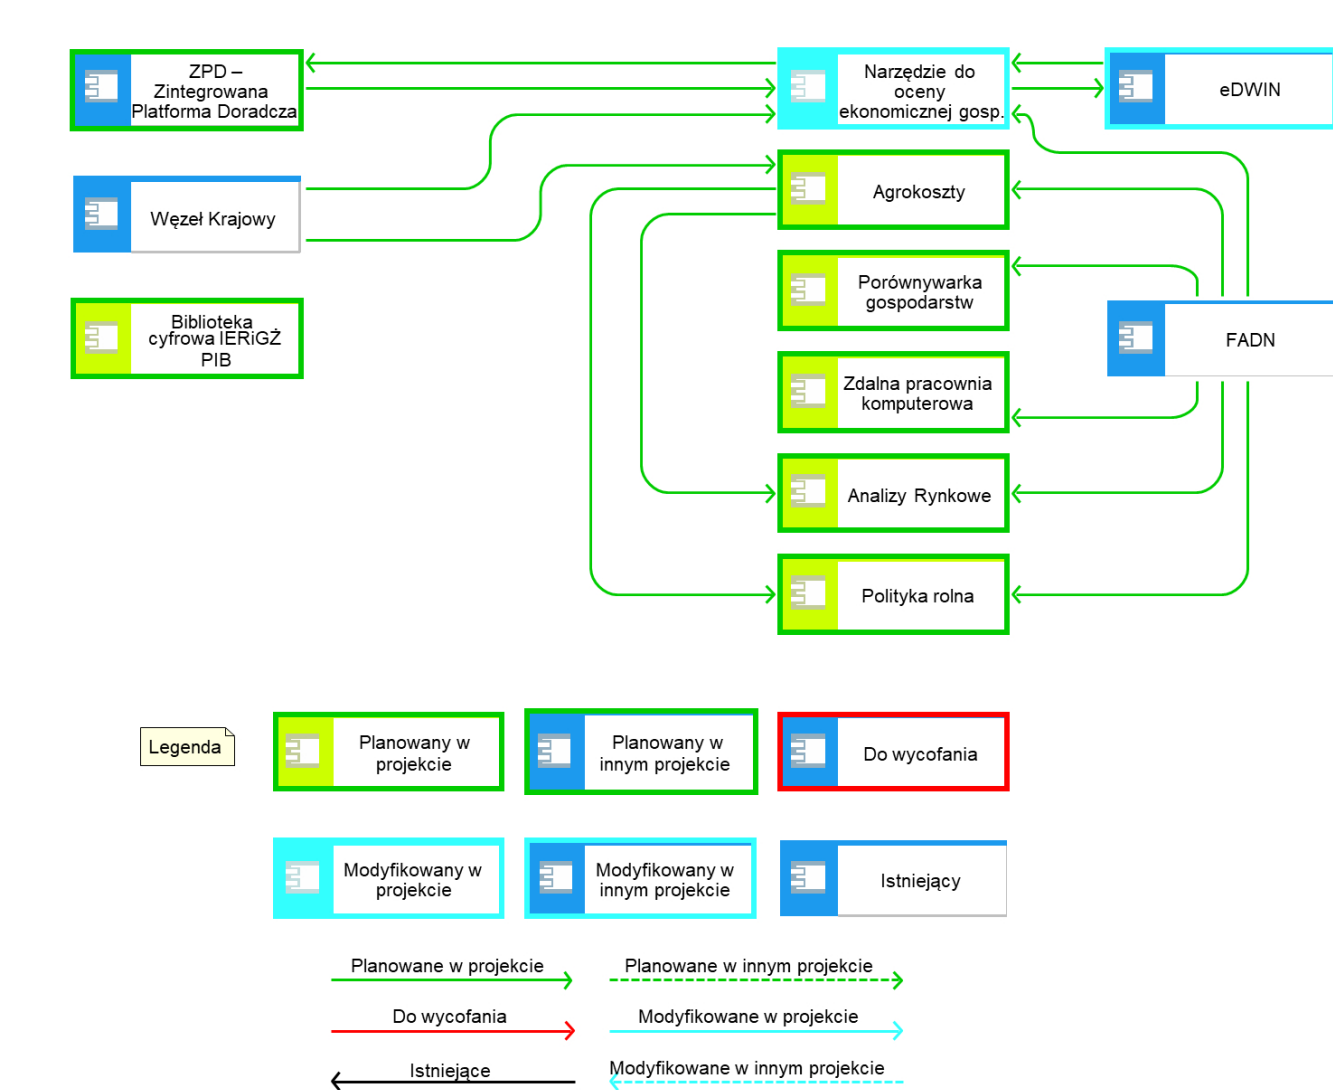 ZPD –
Zintegrowana
Platforma Doradcza
Narzędzie do
oceny
ekonomicznej gosp.
eDWIN
Węzeł Krajowy
Agrokoszty
Biblioteka
cyfrowa IERiGŻ
PIB
Porównywarka
gospodarstw
FADN
Zdalna pracownia
komputerowa
Analizy Rynkowe
Polityka rolna
Legenda
Planowany w
projekcie
Planowany w
innym projekcie
Do wycofania
Modyfikowany w
projekcie
Modyfikowany w
innym projekcie
Istniejący
Planowane w projekcie
Planowane w innym projekcie
Do wycofania
Modyfikowane w projekcie
Istniejące
Modyfikowane w innym projekcie